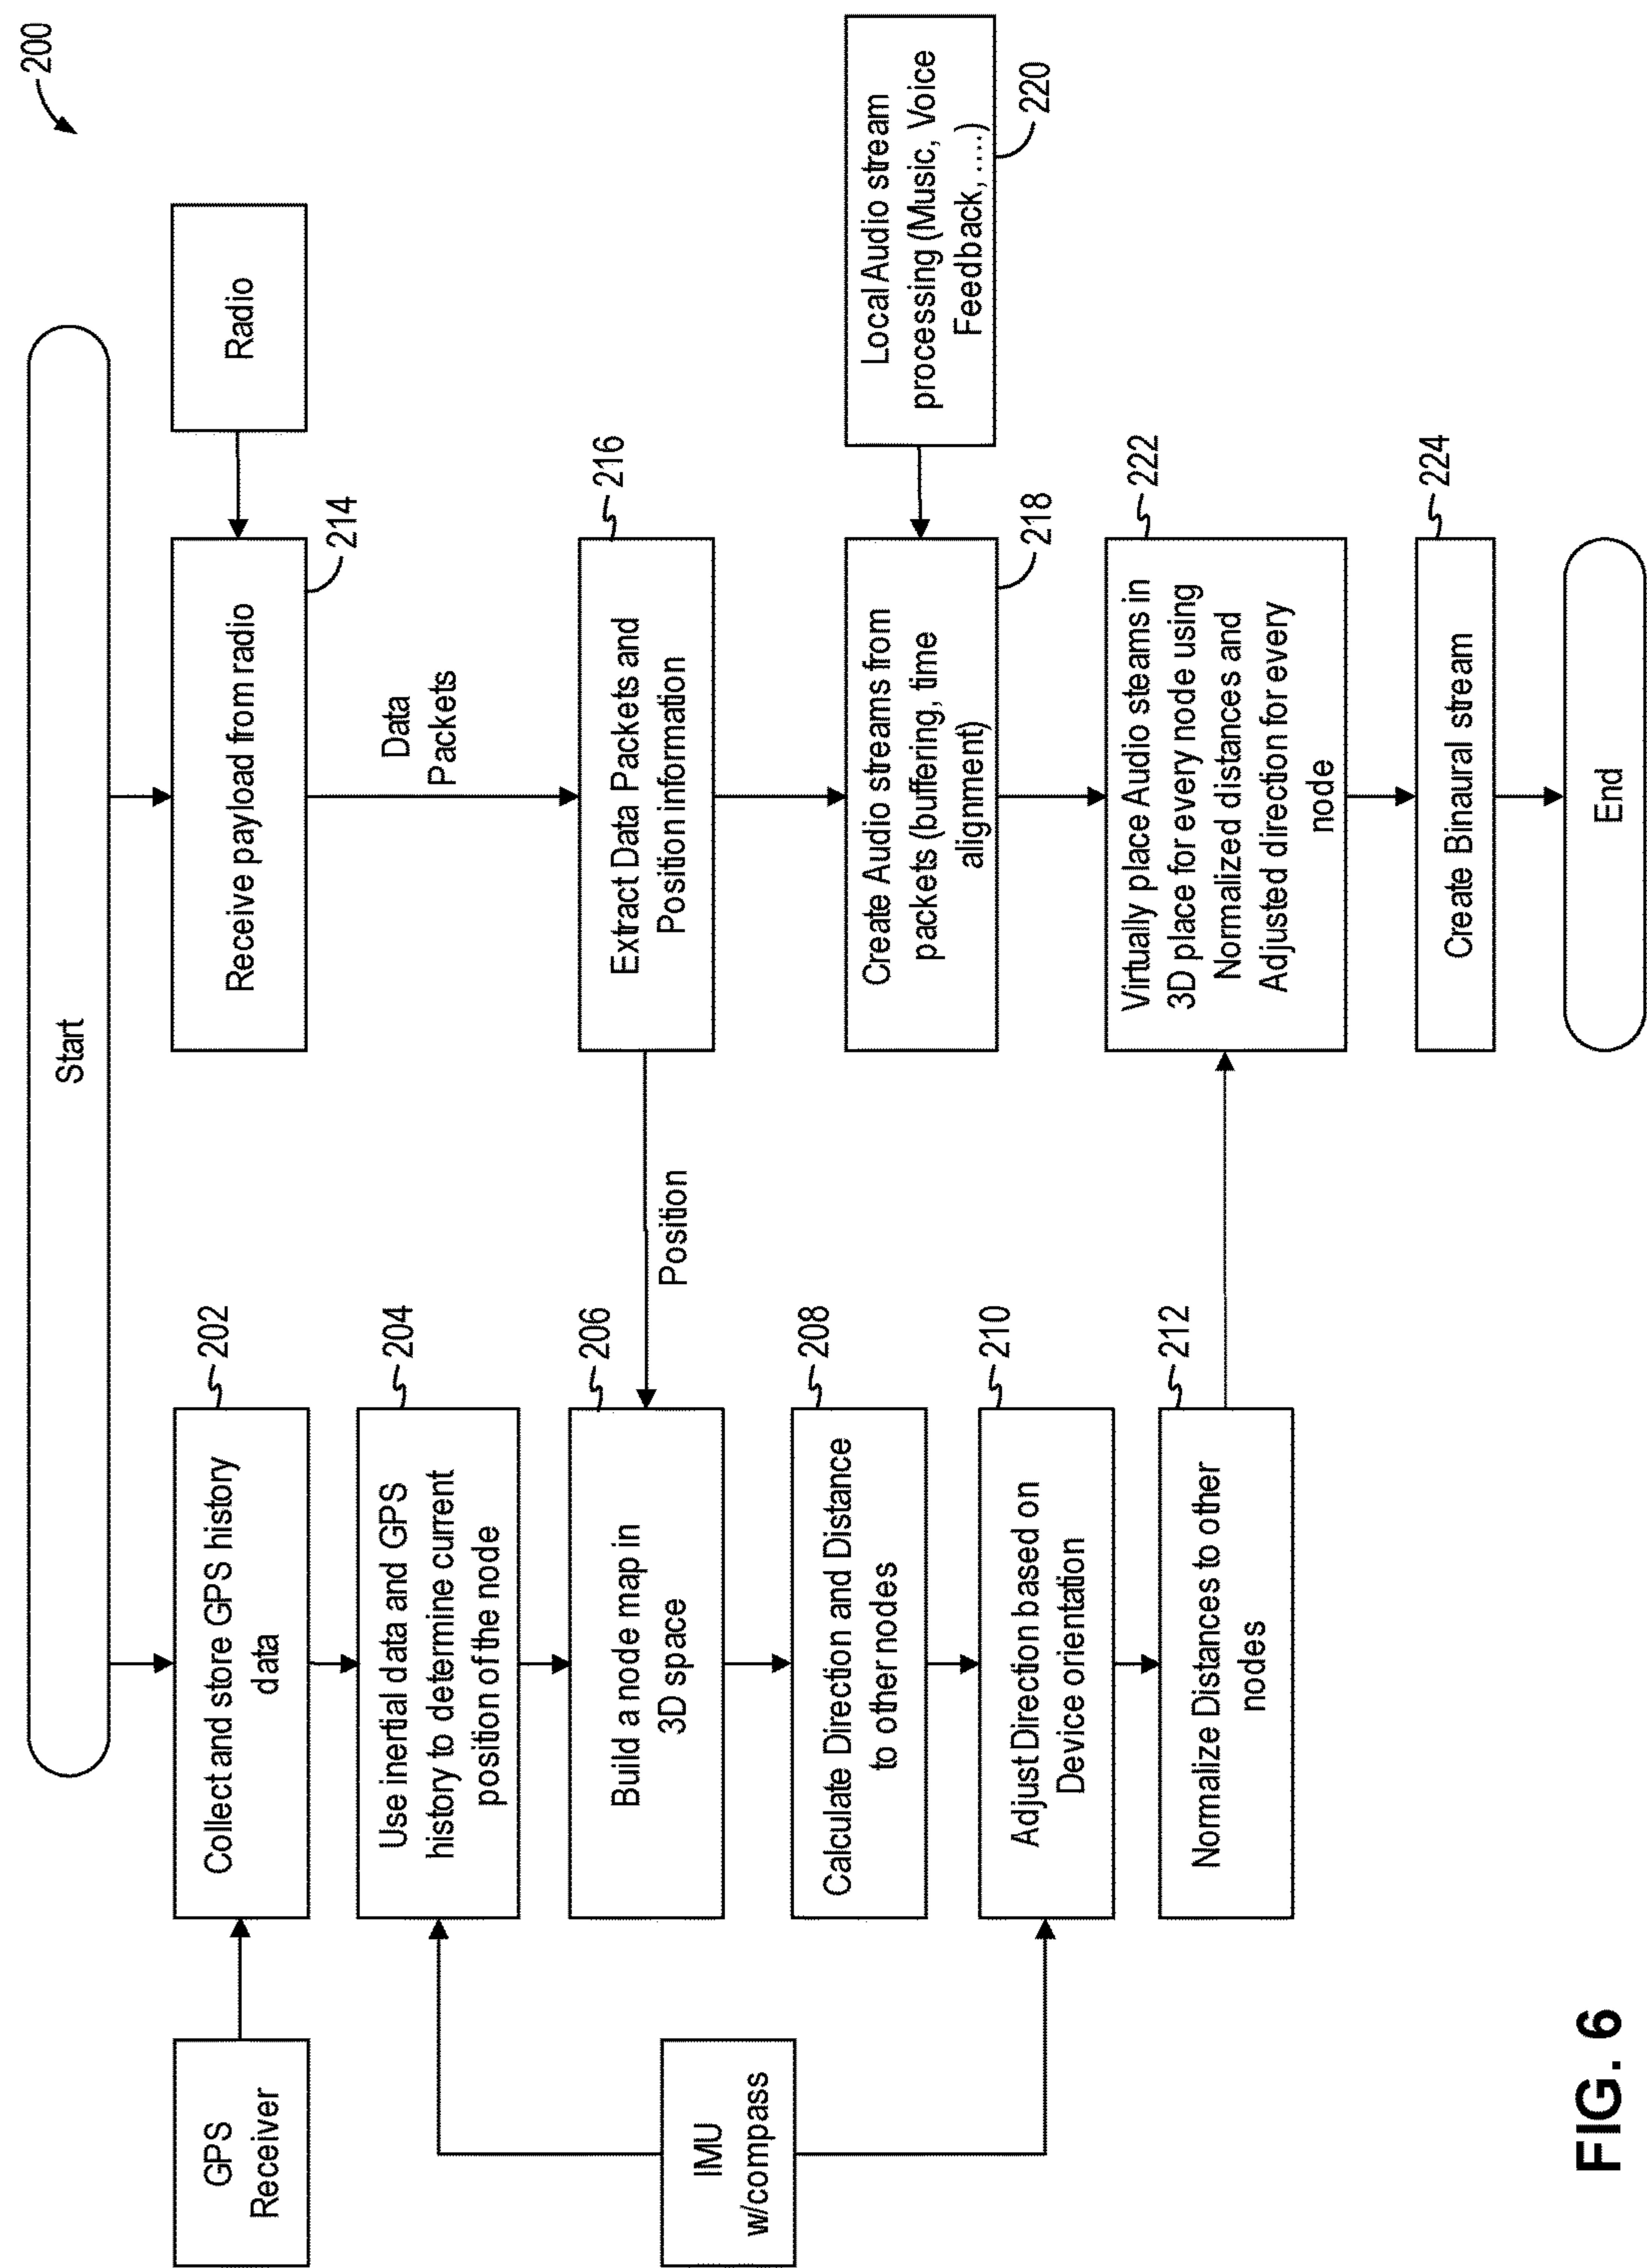 200
Start
GPS
Receiver
Collect and store GPS history
data
202
Receive payload from radio
214
Radio
Use inertial data and GPS
history to determine current
position of the node
204
Data
Packets
IMU
w/compass
Build a node map in
3D space
206
Position
Extract Data Packets and
Position information
216
Calculate Direction and Distance
to other nodes
208
Create Audio streams from
packets (buffering, time
alignment)
218
Local Audio stream
processing (Music, Voice
Feedback, ....)
220
Adjust Direction based on
Device orientation
210
Normalize Distances to other
nodes
212
Virtually place Audio steams in
3D place for every node using
Normalized distances and
Adjusted direction for every
node
222
Create Binaural stream
224
End
FIG. 6